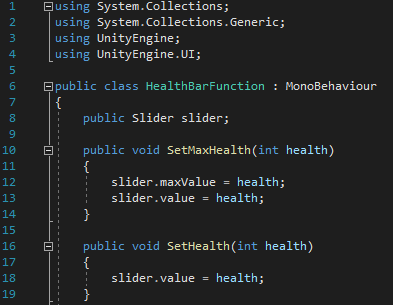 1 using System.Collections;
2 using System.Collections.Generic;
3 using UnityEngine;
4 using UnityEngine.UI;
5
6 public class HealthBarFunction : MonoBehaviour
7 {
8     public Slider slider;
9
10     public void SetMaxHealth(int health)
11     {
12         slider.maxValue = health;
13         slider.value = health;
14     }
15
16     public void SetHealth(int health)
17     {
18         slider.value = health;
19     }